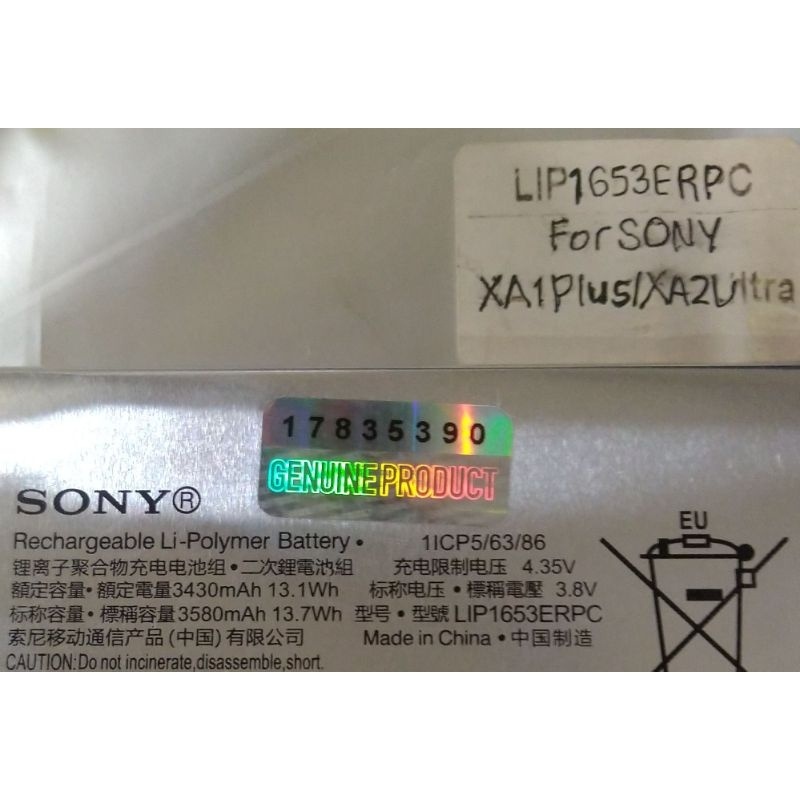 LIP1653ERPC
For SONY
XA1Plus/XA2Ultra
17835390
GENUINE PRODUCT
SONY®
Rechargeable Li-Polymer Battery • 1ICP5/63/86
锂离子聚合物充电电池组 • 二次鋰電池組 充电限制电压 4.35V
额定容量 • 額定電量3430mAh 13.1Wh 标称电压 • 標稱電壓 3.8V
标称容量 • 標稱容量3580mAh 13.7Wh 型号 • 型號 LIP1653ERPC
索尼移动通信产品 (中国) 有限公司 Made in China • 中国制造
CAUTION: Do not incinerate,disassemble,short.
EU